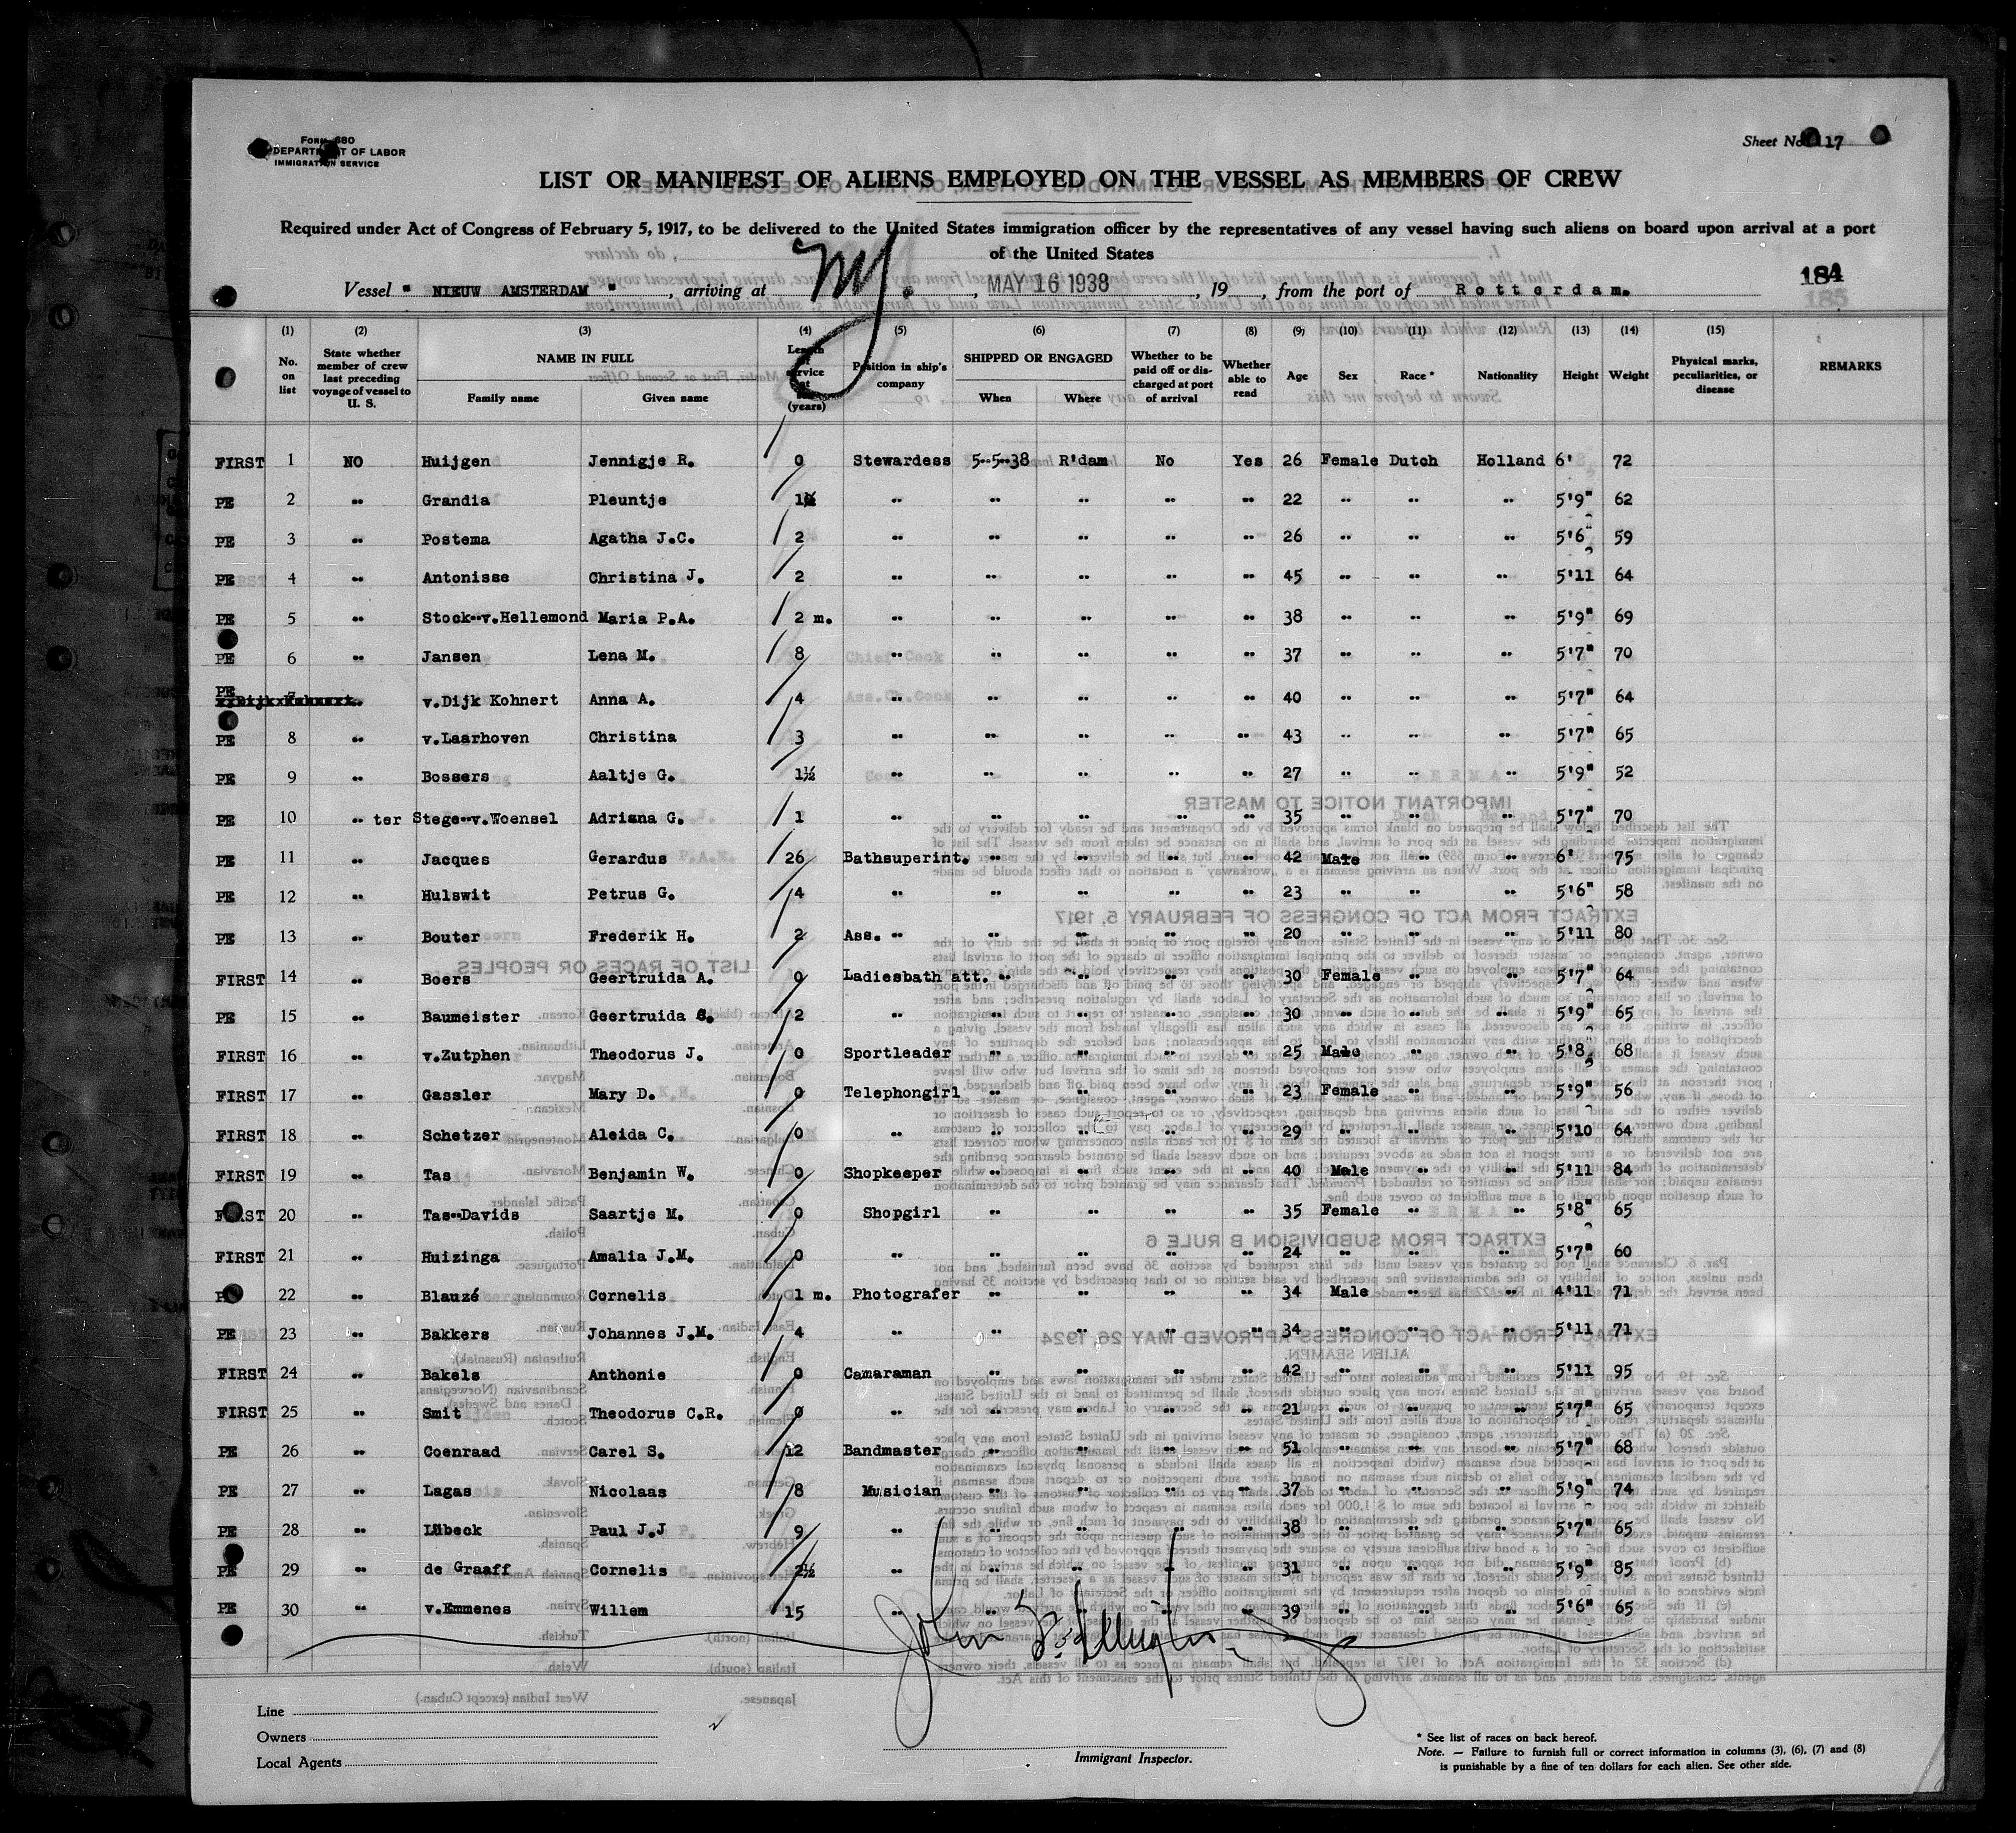 Form 680
DEPARTMENT OF LABOR
IMMIGRATION SERVICE
Sheet No. 117
LIST OR MANIFEST OF ALIENS EMPLOYED ON THE VESSEL AS MEMBERS OF CREW
Required under Act of Congress of February 5, 1917, to be delivered to the United States immigration officer by the representatives of any vessel having such aliens on board upon arrival at a port
of the United States
Vessel " NIEUW AMSTERDAM ", arriving at NY, MAY 16 1938, 19, from the port of Rotterdam. 184
(1) (2) (3) (4) (5) (6) (7) (8) (9) (10) (11) (12) (13) (14) (15)
No. on list State whether member of crew last preceding voyage of vessel to U. S. NAME IN FULL Family name Given name Length of service at sea (years) Position in ship's company SHIPPED OR ENGAGED When Where Whether to be paid off or discharged at port of arrival Whether able to read Age Sex Race* Nationality Height Weight Physical marks, peculiarities, or disease REMARKS
FIRST 1 NO Huijgen Jennigje R. 0 Stewardess 5-5-38 R'dam No Yes 26 Female Dutch Holland 6' 72
PE 2 " Grandia Pleuntje 1½ " " " " " 22 " " " 5'9" 62
PE 3 " Postema Agatha J.C. 2 " " " " " 26 " " " 5'6 59
PE 4 " Antonisse Christina J. 2 " " " " " 45 " " " 5'11 64
PE 5 " Stock-v.Hellemond Maria P.A. 2 m. " " " " " 38 " " " 5'9" 69
PE 6 " Jansen Lena M. 8 " " " " " 37 " " " 5'7" 70
PE 7 " v.Dijk Kohnert Anna A. 4 " " " " " 40 " " " 5'7" 64
PE 8 " v.Laarhoven Christina 3 " " " " " 43 " " " 5'7" 65
PE 9 " Bossers Aaltje G. 1½ " " " " " 27 " " " 5'9" 52
PE 10 " ter Stege-v.Woensel Adriana G. 1 " " " " " 35 " " " 5'7" 70
PE 11 " Jacques Gerardus 26 Bathsuperint. " " " " 42 Male " " 6' 75
PE 12 " Hulswit Petrus G. 4 " " " " " 23 " " " 5'6" 58
PE 13 " Bouter Frederik H. 2 Ass. " " " " " 20 " " " 5'11 80
FIRST 14 " Boers Geertruida A. 0 Ladiesbath att. " " " " 30 Female " " 5'7" 64
PE 15 " Baumeister Geertruida C. 2 " " " " " 30 " " " 5'9" 65
FIRST 16 " v.Zutphen Theodorus J. 0 Sportleader " " " " 25 Male " " 5'8 68
FIRST 17 " Gassler Mary D. 0 Telephongirl " " " " 23 Female " " 5'9" 56
FIRST 18 " Schetzer Aleida C. 0 " " " " " 29 " " " 5'10 64
FIRST 19 " Tas Benjamin W. 0 Shopkeeper " " " " 40 Male " " 5'11 84
FIRST 20 " Tas-Davids Saartje M. 0 Shopgirl " " " " 35 Female " " 5'8" 65
FIRST 21 " Huizinga Amalia J.M. 0 " " " " " 24 " " " 5'7" 60
PE 22 " Blauzé Cornelis 1 m. Photografer " " " " 34 Male " " 4'11 71
PE 23 " Bakkers Johannes J.M. 4 " " " " " 34 " " " 5'11 71
FIRST 24 " Bakels Anthonie 0 Camaraman " " " " 42 " " " 5'11 95
FIRST 25 " Smit Theodorus C.R. 0 " " " " " 21 " " " 5'7" 65
PE 26 " Coenraad Carel S. 12 Bandmaster " " " " 51 " " " 5'7" 68
PE 27 " Lagas Nicolaas 8 Musician " " " " 37 " " " 5'9" 74
PE 28 " Lübeck Paul J.J 9 " " " " " 38 " " " 5'7" 65
PE 29 " de Graaff Cornelis 2½ " " " " " 31 " " " 5'9" 85
PE 30 " v.Emmenes Willem 15 " " " " " 39 " " " 5'6" 65
Line
Owners
Local Agents
Immigrant Inspector.
* See list of races on back hereof.
Note. — Failure to furnish full or correct information in columns (3), (6), (7) and (8)
is punishable by a fine of ten dollars for each alien. See other side.